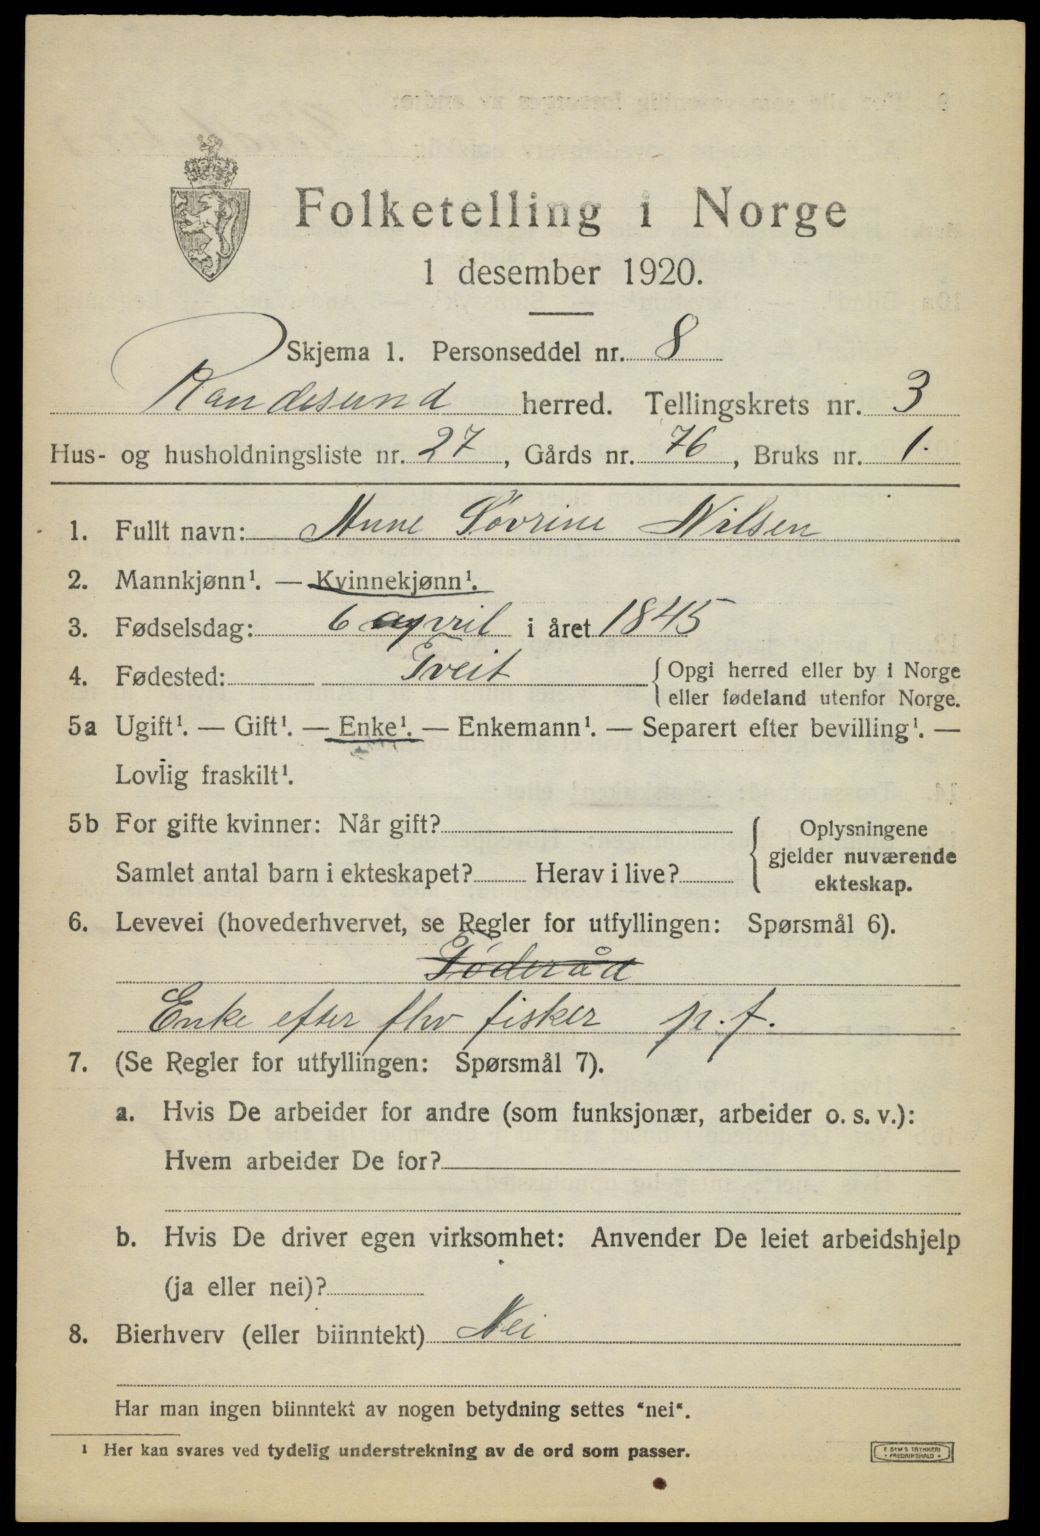 Folketelling i Norge
1 desember 1920.
Skjema 1. Personseddel nr. 8
Randesund herred. Tellingskrets nr. 3
Hus- og husholdningsliste nr. 27, Gårds nr. 76, Bruks nr. 1.
1. Fullt navn: Anne Sövrine Nilsen
2. Mannkjønn¹. — Kvinnekjønn¹.
3. Fødselsdag: 6 april i året 1845
4. Fødested: Tveit { Opgi herred eller by i Norge
eller fødeland utenfor Norge.
5a Ugift¹. — Gift¹. — Enke¹. — Enkemann¹. — Separert efter bevilling¹. —
Lovlig fraskilt¹.
5b For gifte kvinner: Når gift?
Samlet antal barn i ekteskapet? Herav i live?
{ Oplysningene
gjelder nuværende
ekteskap.
6. Levevei (hovederhvervet, se Regler for utfyllingen: Spørsmål 6).
Föderåd
Enke efter fhv fisker p. f.
7. (Se Regler for utfyllingen: Spørsmål 7).
a. Hvis De arbeider for andre (som funksjonær, arbeider o. s. v.):
Hvem arbeider De for?
b. Hvis De driver egen virksomhet: Anvender De leiet arbeidshjelp
(ja eller nei)?
8. Bierhverv (eller biinntekt) Nei
Har man ingen biinntekt av nogen betydning settes "nei".
¹ Her kan svares ved tydelig understrekning av de ord som passer.